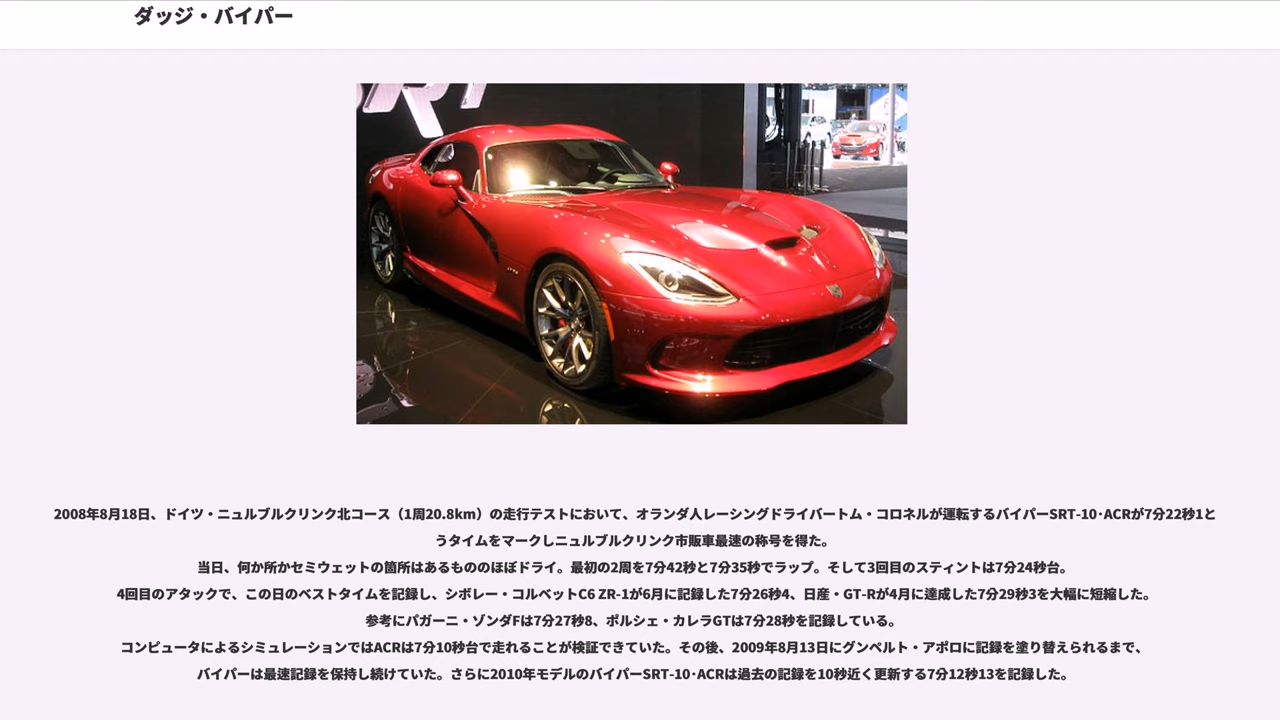 ダッジ・バイパー
2008年8月18日、ドイツ・ニュルブルクリンク北コース（1周20.8km）の走行テストにおいて、オランダ人レーシングドライバートム・コロネルが運転するバイパーSRT-10･ACRが7分22秒1と
うタイムをマークしニュルブルクリンク市販車最速の称号を得た。
当日、何か所かセミウェットの箇所はあるもののほぼドライ。最初の2周を7分42秒と7分35秒でラップ。そして3回目のスティントは7分24秒台。
4回目のアタックで、この日のベストタイムを記録し、シボレー・コルベットC6 ZR-1が6月に記録した7分26秒4、日産・GT-Rが4月に達成した7分29秒3を大幅に短縮した。
参考にパガーニ・ゾンダFは7分27秒8、ポルシェ・カレラGTは7分28秒を記録している。
コンピュータによるシミュレーションではACRは7分10秒台で走れることが検証できていた。その後、2009年8月13日にグンペルト・アポロに記録を塗り替えられるまで、
バイパーは最速記録を保持し続けていた。さらに2010年モデルのバイパーSRT-10･ACRは過去の記録を10秒近く更新する7分12秒13を記録した。